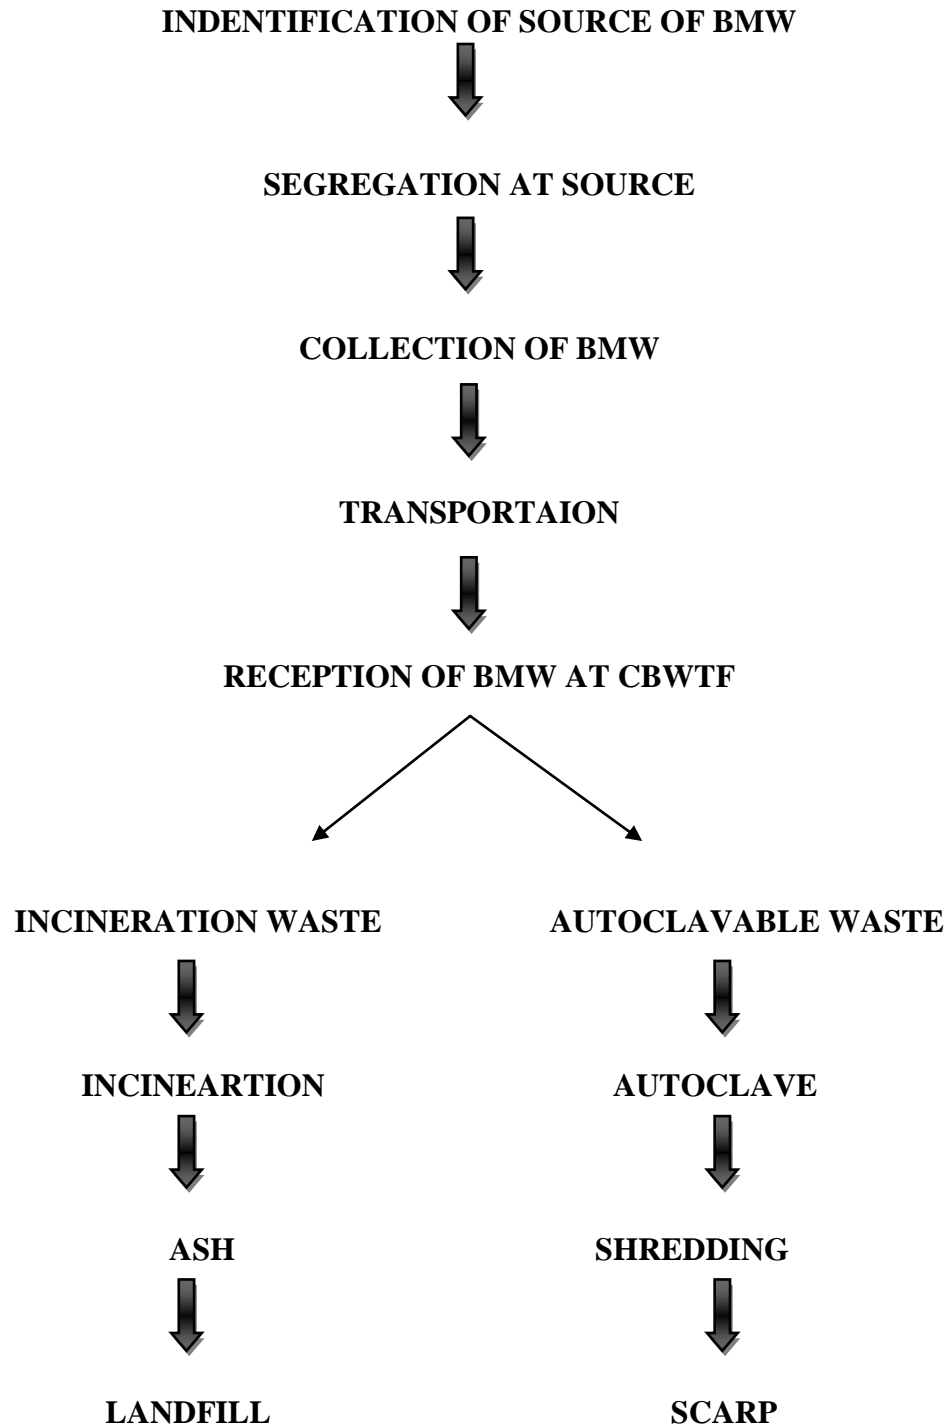 INDENTIFICATION OF SOURCE OF BMW
SEGREGATION AT SOURCE
COLLECTION OF BMW
TRANSPORTAION
RECEPTION OF BMW AT CBWTF
INCINERATION WASTE
AUTOCLAVABLE WASTE
INCINEARTION
AUTOCLAVE
ASH
SHREDDING
LANDFILL
SCARP